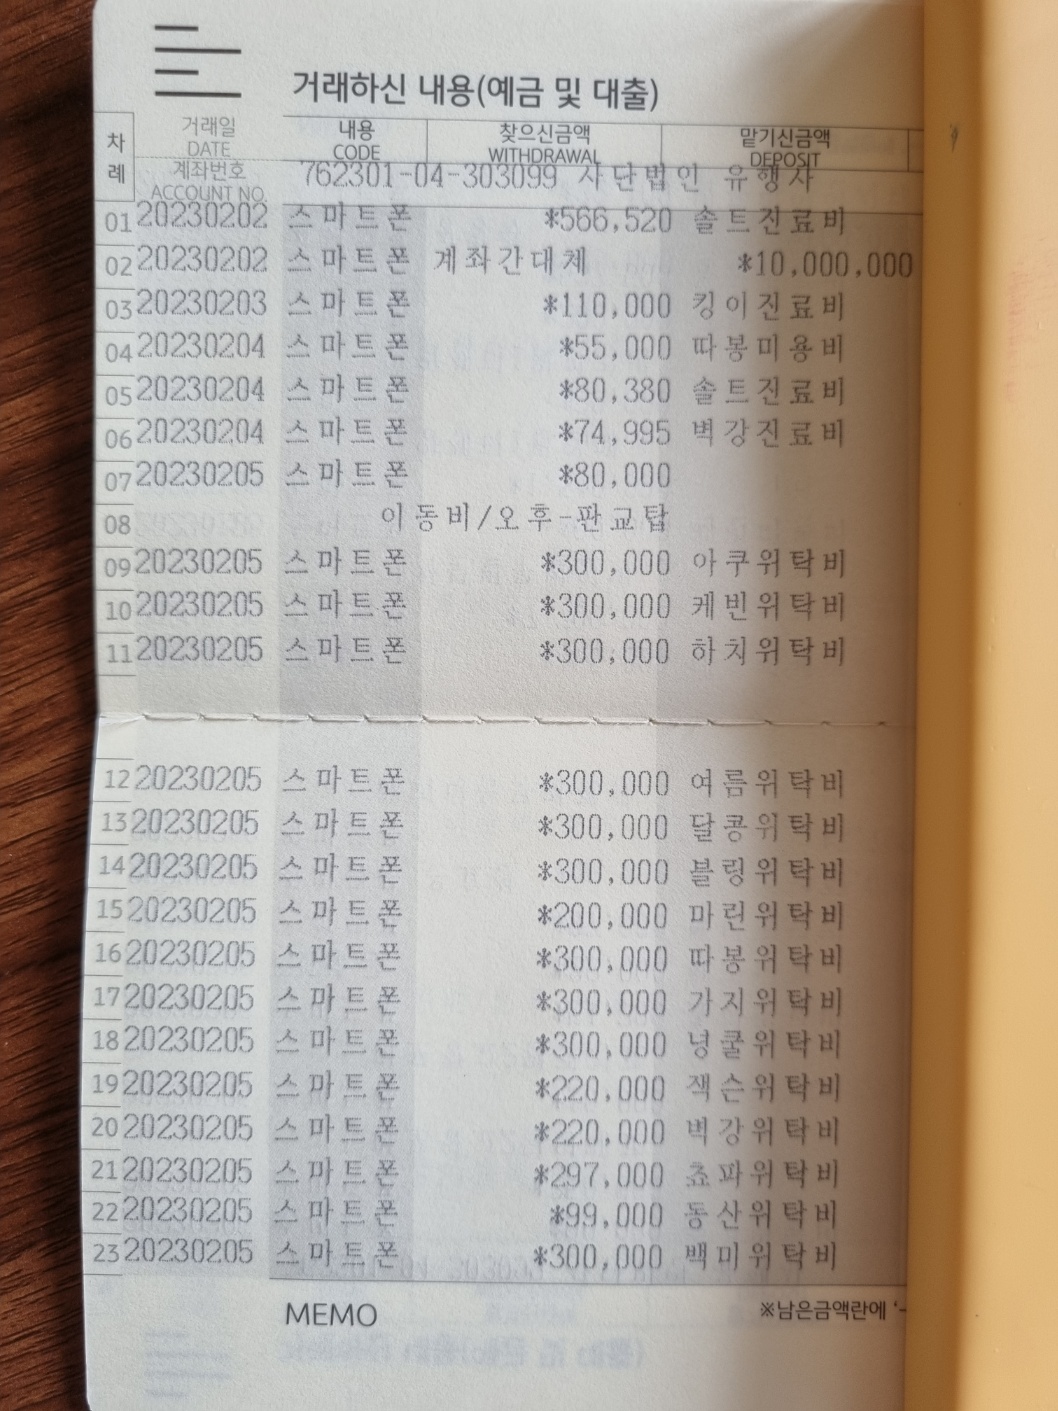 거래하신 내용(예금 및 대출)
차례 거래일 DATE 내용 CODE 찾으신금액 WITHDRAWAL 맡기신금액 DEPOSIT
계좌번호 ACCOUNT NO. 762301-04-303099 사단법인 유행사
01 20230202 스마트폰 *566,520 솔트진료비
02 20230202 스마트폰 계좌간대체 *10,000,000
03 20230203 스마트폰 *110,000 킹이진료비
04 20230204 스마트폰 *55,000 따봉미용비
05 20230204 스마트폰 *80,380 솔트진료비
06 20230204 스마트폰 *74,995 벅강진료비
07 20230205 스마트폰 *80,000
08 이동비/오후-판교탑
09 20230205 스마트폰 *300,000 아쿠위탁비
10 20230205 스마트폰 *300,000 케빈위탁비
11 20230205 스마트폰 *300,000 하치위탁비
12 20230205 스마트폰 *300,000 여름위탁비
13 20230205 스마트폰 *300,000 달콩위탁비
14 20230205 스마트폰 *300,000 블링위탁비
15 20230205 스마트폰 *200,000 마린위탁비
16 20230205 스마트폰 *300,000 따봉위탁비
17 20230205 스마트폰 *300,000 가지위탁비
18 20230205 스마트폰 *300,000 넝쿨위탁비
19 20230205 스마트폰 *220,000 잭슨위탁비
20 20230205 스마트폰 *220,000 벅강위탁비
21 20230205 스마트폰 *297,000 쵸파위탁비
22 20230205 스마트폰 *99,000 동산위탁비
23 20230205 스마트폰 *300,000 백미위탁비
MEMO ※남은금액란에 '-